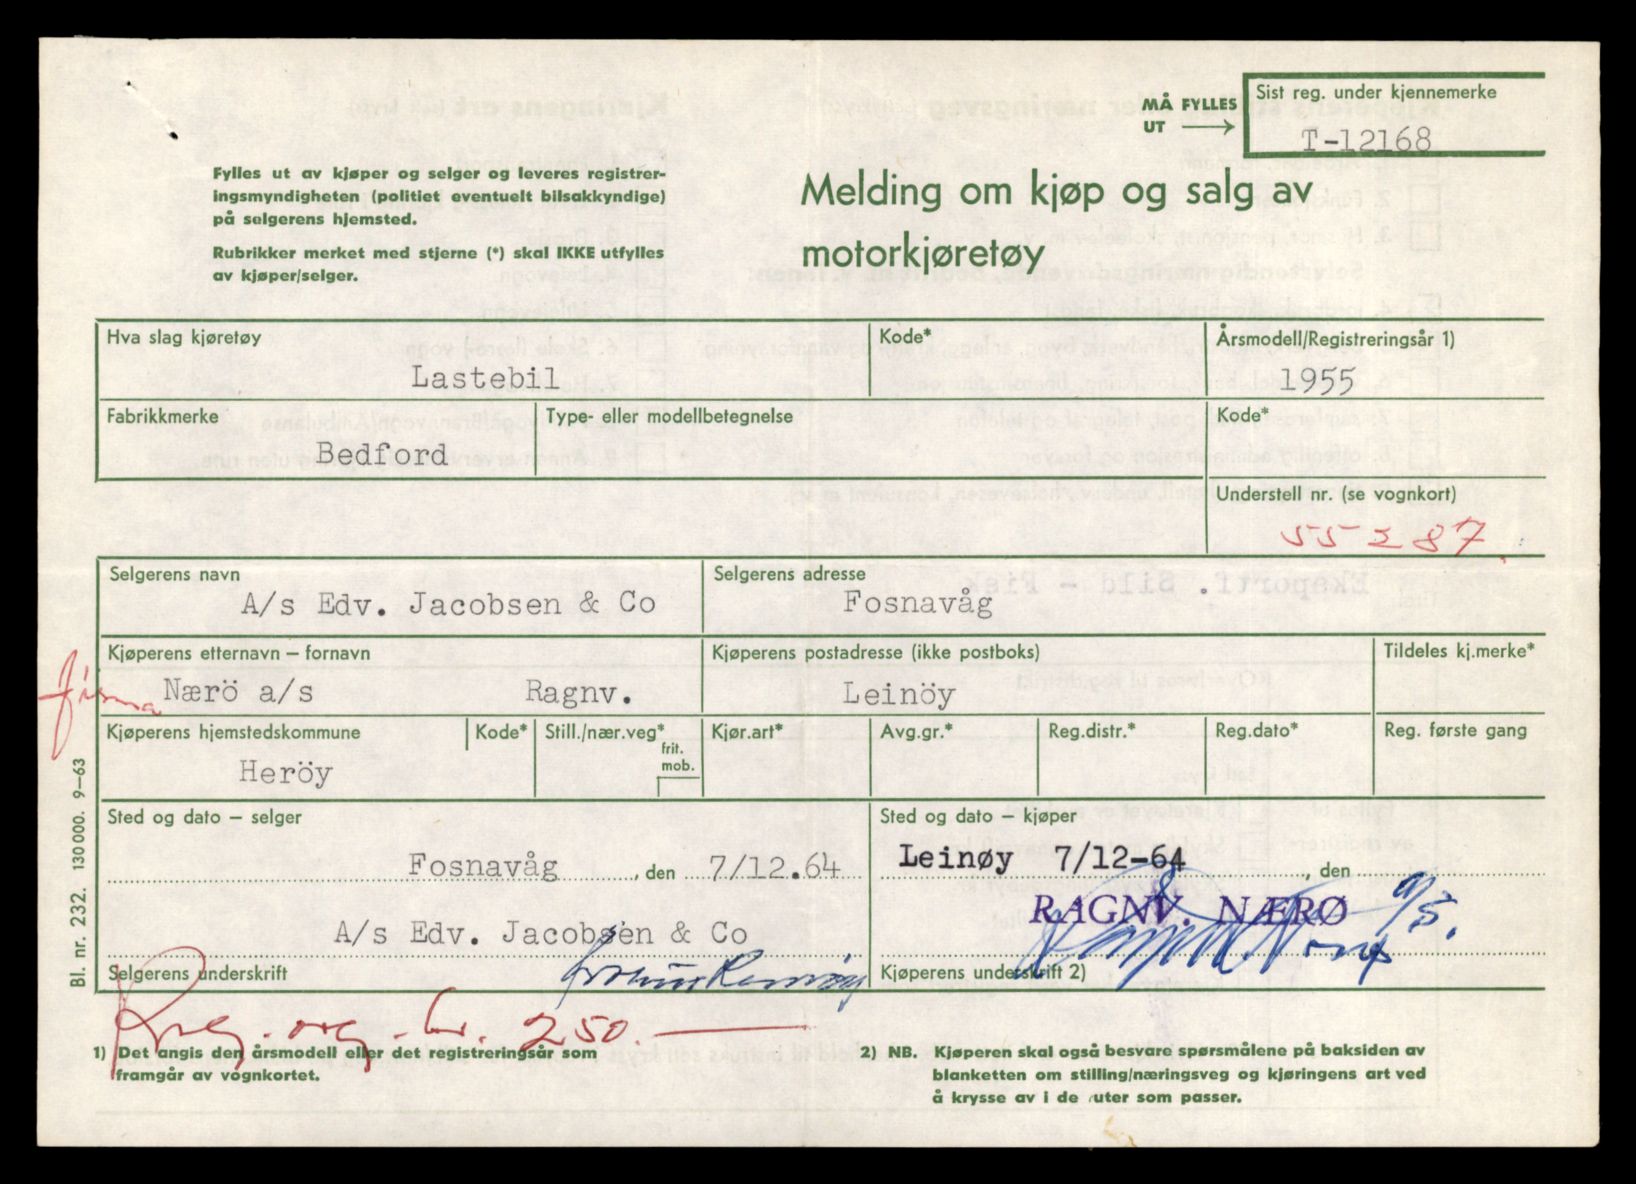 MÅ FYLLES
UT
Sist reg. under kjennemerke
T-12168
Fylles ut av kjøper og selger og leveres registrer-
ingsmyndigheten (politiet eventuelt bilsakkyndige)
på selgerens hjemsted.
Rubrikker merket med stjerne (*) skal IKKE utfylles
av kjøper/selger.
Melding om kjøp og salg av
motorkjøretøy
Hva slag kjøretøy
Lastebil
Kode*
Årsmodell/Registreringsår 1)
1955
Fabrikkmerke
Bedford
Type- eller modellbetegnelse
Kode*
Understell nr. (se vognkort)
55287
Selgerens navn
A/s Edv. Jacobsen & Co
Selgerens adresse
Fosnavåg
Kjøperens etternavn – fornavn
firma
Nærö a/s Ragnv.
Kjøperens postadresse (ikke postboks)
Leinöy
Tildeles kj.merke*
Kjøperens hjemstedskommune
Heröy
Kode*
Still./nær.veg*
frit.
mob.
Kjør.art*
Avg.gr.*
Reg.distr.*
Reg.dato*
Reg. første gang
Sted og dato – selger
Fosnavåg, den 7/12.64
A/s Edv. Jacobsen & Co
Selgerens underskrift
Sted og dato – kjøper
Leinøy 7/12-64, den
RAGNV. NÆRØ A/S.
Kjøperens underskrift 2)
Bl. nr. 232. 130 000. 9–63
Reg. avg. kr. 250.—
1) Det angis den årsmodell eller det registreringsår som
framgår av vognkortet.
2) NB. Kjøperen skal også besvare spørsmålene på baksiden av
blanketten om stilling/næringsveg og kjøringens art ved
å krysse av i de ruter som passer.